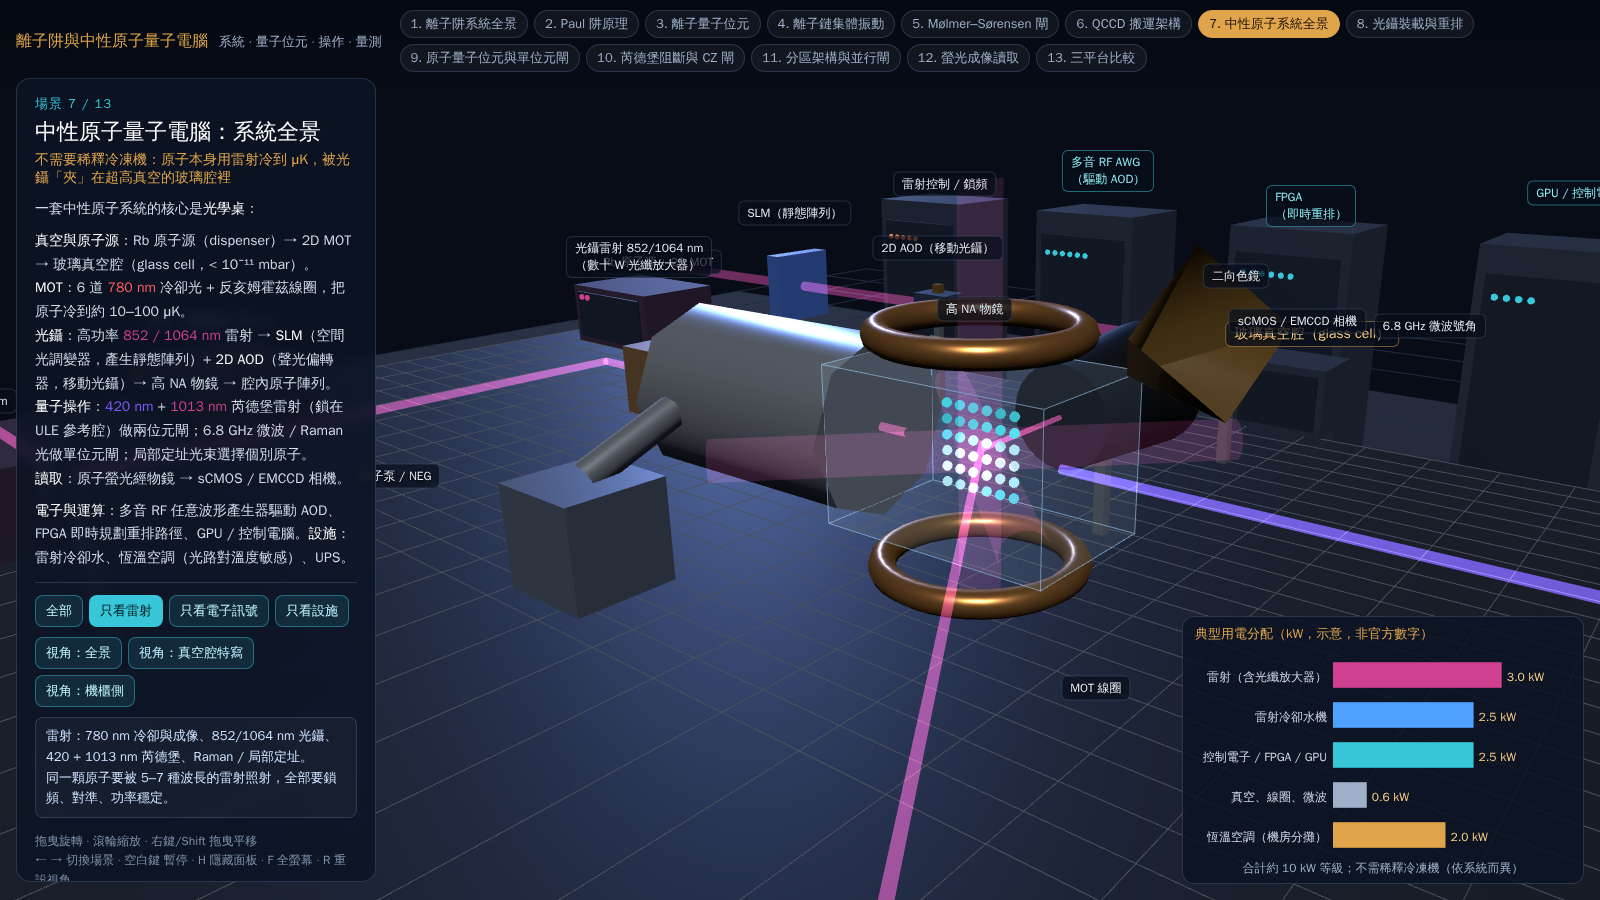 離子阱與中性原子量子電腦
系統 · 量子位元 · 操作 · 量測
1. 離子阱系統全景
2. Paul 阱原理
3. 離子量子位元
4. 離子鏈集體振動
5. Mølmer–Sørensen 閘
6. QCCD 搬運架構
7. 中性原子系統全景
8. 光鑷裝載與重排
9. 原子量子位元與單位元閘
10. 芮德堡阻斷與 CZ 閘
11. 分區架構與並行閘
12. 螢光成像讀取
13. 三平台比較
場景 7 / 13
中性原子量子電腦：系統全景
不需要稀釋冷凍機：原子本身用雷射冷到 μK，被光
鑷「夾」在超高真空的玻璃腔裡
一套中性原子系統的核心是光學桌：
真空與原子源：Rb 原子源（dispenser）→ 2D MOT
→ 玻璃真空腔（glass cell，< 10⁻¹¹ mbar）。
MOT：6 道 780 nm 冷卻光 + 反亥姆霍茲線圈，把
原子冷到約 10–100 μK。
光鑷：高功率 852 / 1064 nm 雷射 → SLM（空間
光調變器，產生靜態陣列）+ 2D AOD（聲光偏轉
器，移動光鑷）→ 高 NA 物鏡 → 腔內原子陣列。
量子操作：420 nm + 1013 nm 芮德堡雷射（鎖在
ULE 參考腔）做兩位元閘；6.8 GHz 微波 / Raman
光做單位元閘；局部定址光束選擇個別原子。
讀取：原子螢光經物鏡 → sCMOS / EMCCD 相機。
電子與運算：多音 RF 任意波形產生器驅動 AOD、
FPGA 即時規劃重排路徑、GPU / 控制電腦。設施：
雷射冷卻水、恆溫空調（光路對溫度敏感）、UPS。
全部
只看雷射
只看電子訊號
只看設施
視角：全景
視角：真空腔特寫
視角：機櫃側
雷射：780 nm 冷卻與成像、852/1064 nm 光鑷、
420 + 1013 nm 芮德堡、Raman / 局部定址。
同一顆原子要被 5–7 種波長的雷射照射，全部要鎖
頻、對準、功率穩定。
拖曳旋轉 · 滾輪縮放 · 右鍵/Shift 拖曳平移
← → 切換場景 · 空白鍵 暫停 · H 隱藏面板 · F 全螢幕 · R 重
設視角
多音 RF AWG
（驅動 AOD）
雷射控制 / 鎖頻
FPGA
（即時重排）
GPU / 控制
SLM（靜態陣列）
光鑷雷射 852/1064 nm
（數十 W 光纖放大器）
MOT
2D AOD（移動光鑷）
二向色鏡
高 NA 物鏡
sCMOS / EMCCD 相機
玻璃真空腔（glass cell）
6.8 GHz 微波號角
子泵 / NEG
MOT 線圈
典型用電分配（kW，示意，非官方數字）
雷射（含光纖放大器） 3.0 kW
雷射冷卻水機 2.5 kW
控制電子 / FPGA / GPU 2.5 kW
真空、線圈、微波 0.6 kW
恆溫空調（機房分攤） 2.0 kW
合計約 10 kW 等級；不需稀釋冷凍機（依系統而異）